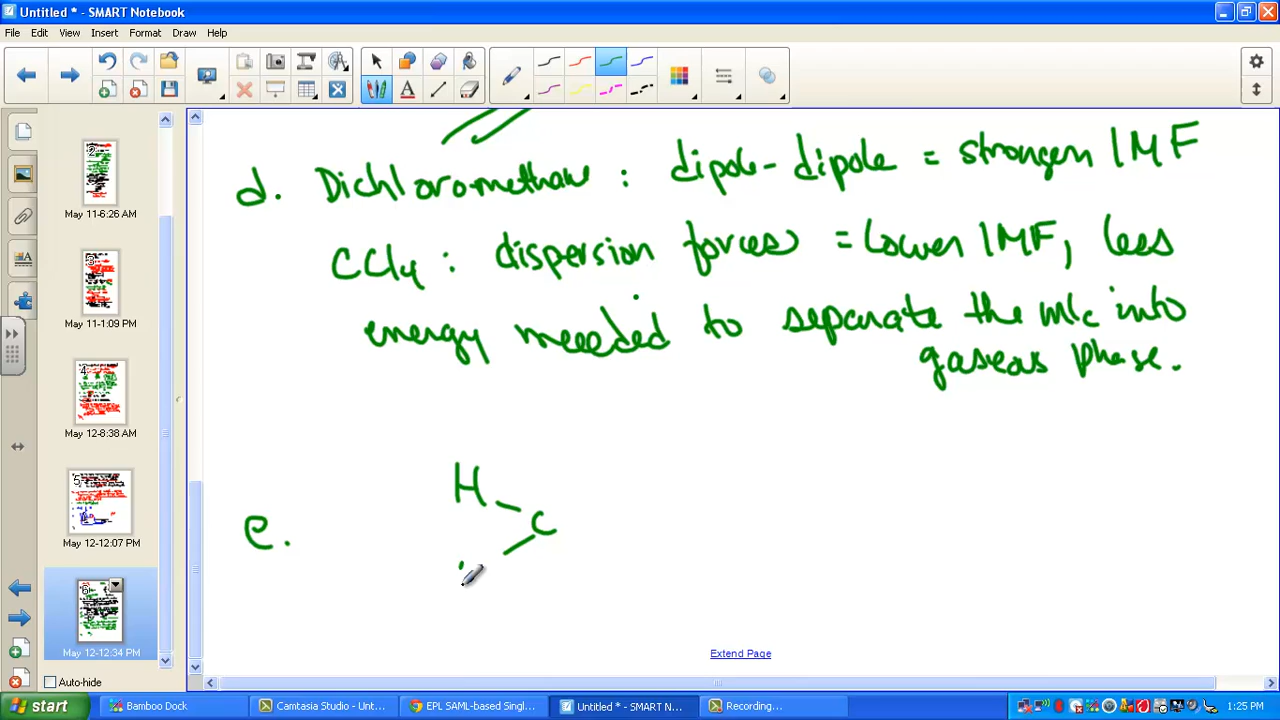 Untitled * - SMART Notebook
File Edit View Insert Format Draw Help
May 11-6:26 AM
May 11-1:09 PM
May 12-8:38 AM
May 12-12:07 PM
May 12-12:34 PM
Auto-hide
d. Dichloromethane : dipole-dipole = stronger IMF
CCl4 : dispersion forces = Lower IMF, less
energy meeeded to separate the mlc into
gaseous phase.
H
e. C
Extend Page
start Bamboo Dock Camtasia Studio - Unt... EPL SAML-based Singl... Untitled * - SMART N... Recording... 1:25 PM